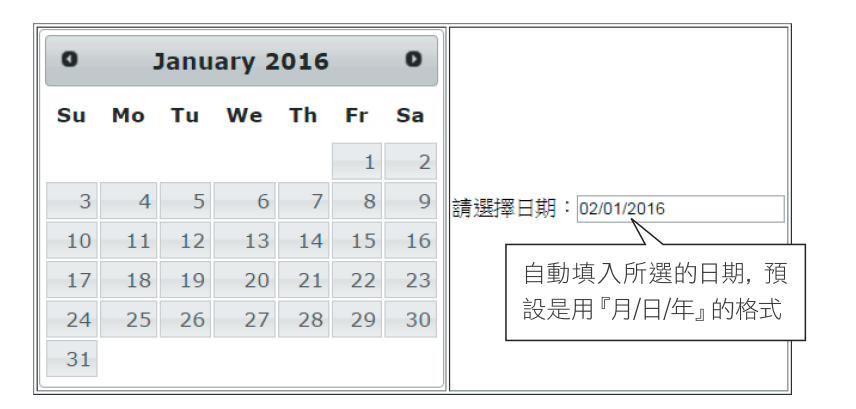 January 2016
Su Mo Tu We Th Fr Sa
1 2
3 4 5 6 7 8 9
10 11 12 13 14 15 16
17 18 19 20 21 22 23
24 25 26 27 28 29 30
31
請選擇日期：02/01/2016
自動填入所選的日期, 預
設是用『月/日/年』的格式